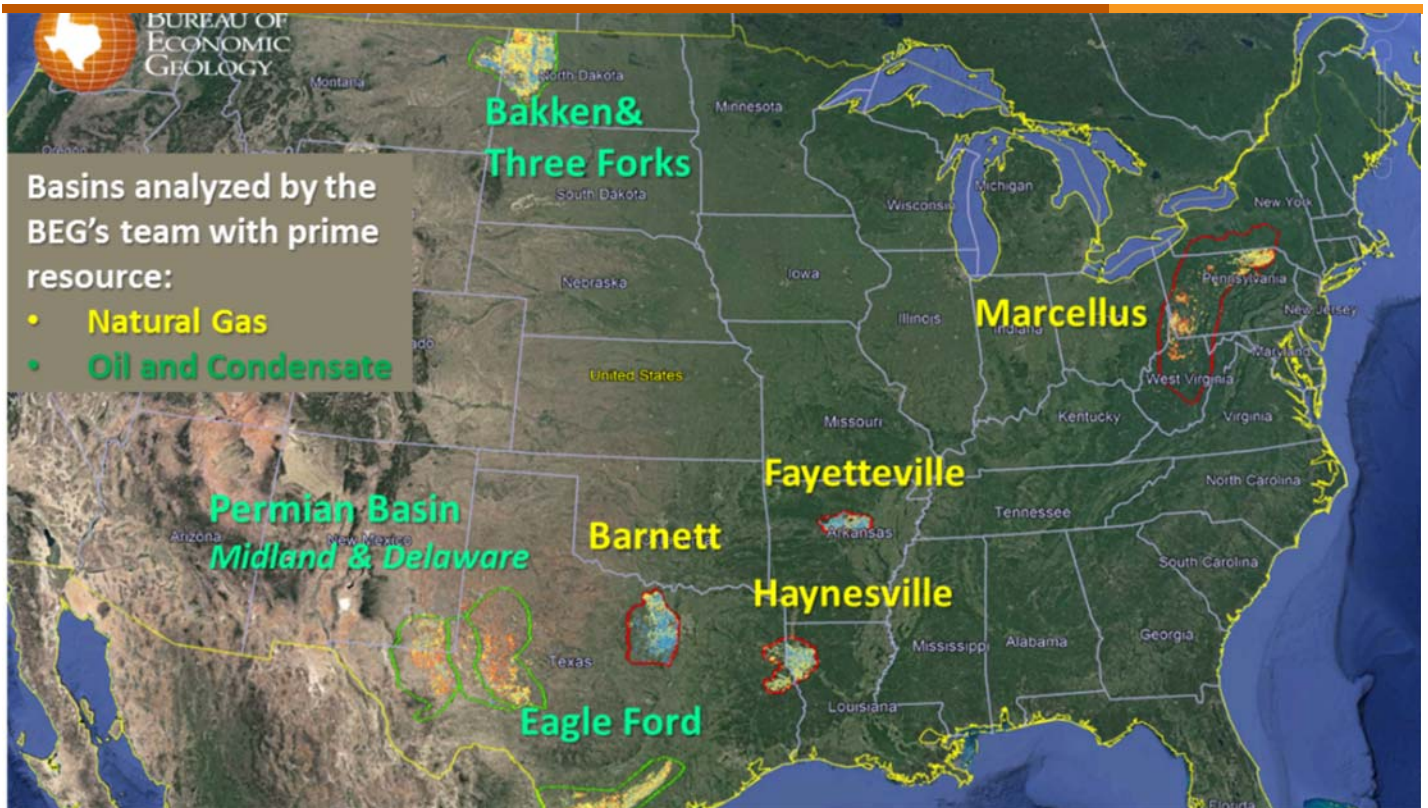 BUREAU OF
ECONOMIC
GEOLOGY
Basins analyzed by the
BEG's team with prime
resource:
• Natural Gas
• Oil and Condensate
Bakken&
Three Forks
Marcellus
Fayetteville
Barnett
Haynesville
Permian Basin
Midland & Delaware
Eagle Ford
Montana
North Dakota
Minnesota
South Dakota
Wisconsin
Michigan
New York
Nebraska
Iowa
Illinois
Indiana
Pennsylvania
New Jersey
Maryland
West Virginia
Virginia
United States
Missouri
Kentucky
North Carolina
Tennessee
Arkansas
South Carolina
Arizona
New Mexico
Texas
Mississippi
Alabama
Georgia
Louisiana
Florida